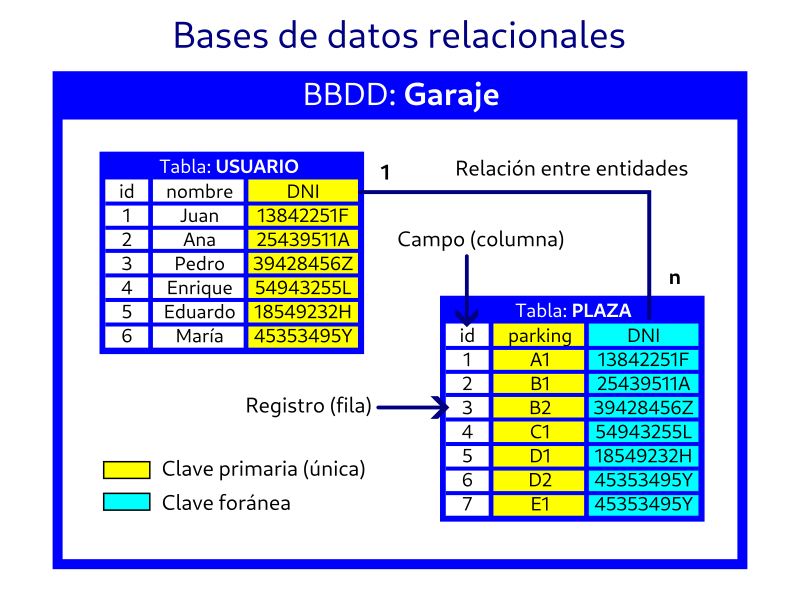 Bases de datos relacionales
BBDD: Garaje
Tabla: USUARIO
id nombre DNI
1 Juan 13842251F
2 Ana 25439511A
3 Pedro 39428456Z
4 Enrique 54943255L
5 Eduardo 18549232H
6 María 45353495Y
1
Relación entre entidades
n
Campo (columna)
Registro (fila)
Tabla: PLAZA
id parking DNI
1 A1 13842251F
2 B1 25439511A
3 B2 39428456Z
4 C1 54943255L
5 D1 18549232H
6 D2 45353495Y
7 E1 45353495Y
Clave primaria (única)
Clave foránea